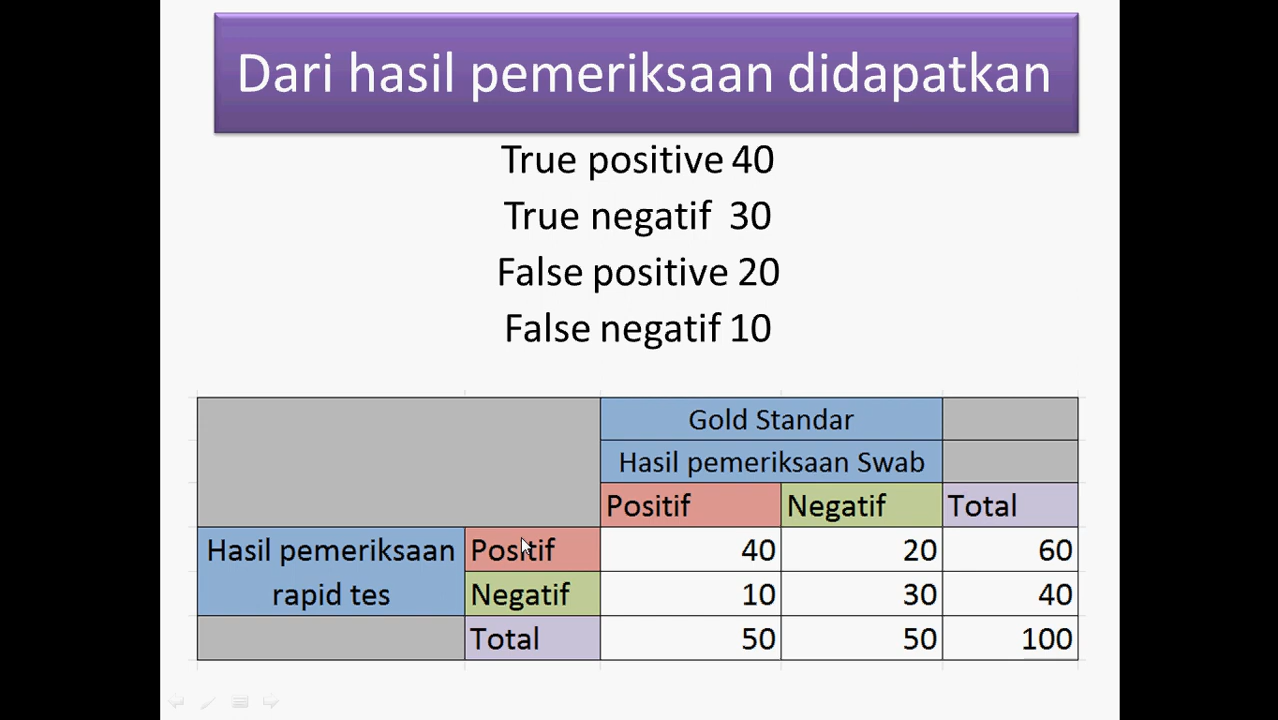 Dari hasil pemeriksaan didapatkan
True positive 40
True negatif 30
False positive 20
False negatif 10
Gold Standar
Hasil pemeriksaan Swab
Positif Negatif Total
Hasil pemeriksaan rapid tes
Positif 40 20 60
Negatif 10 30 40
Total 50 50 100